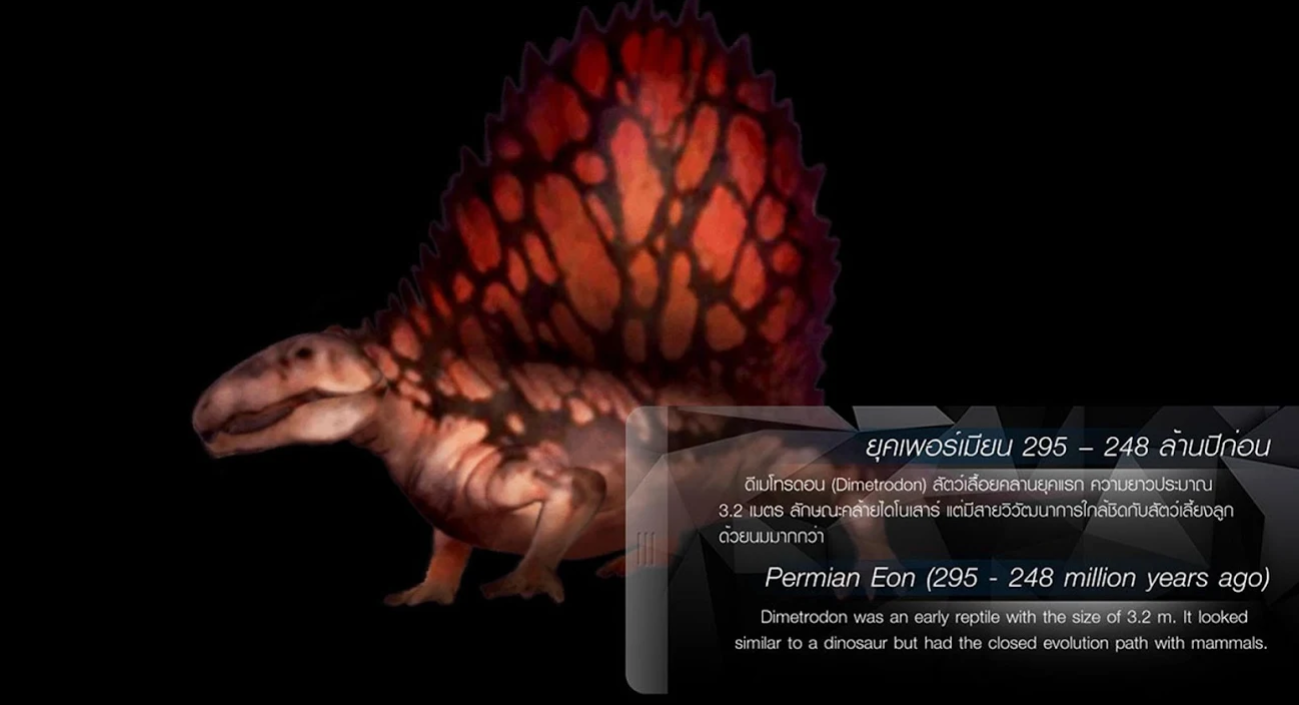 ยุคเพอร์เมียน 295 – 248 ล้านปีก่อน
ดีเมโทรดอน (Dimetrodon) สัตว์เลื้อยคลานยุคแรก ความยาวประมาณ
3.2 เมตร ลักษณะคล้ายไดโนเสาร์ แต่มีสายวิวัฒนาการใกล้ชิดกับสัตว์เลี้ยงลูก
ด้วยนมมากกว่า
Permian Eon (295 - 248 million years ago)
Dimetrodon was an early reptile with the size of 3.2 m. It looked
similar to a dinosaur but had the closed evolution path with mammals.